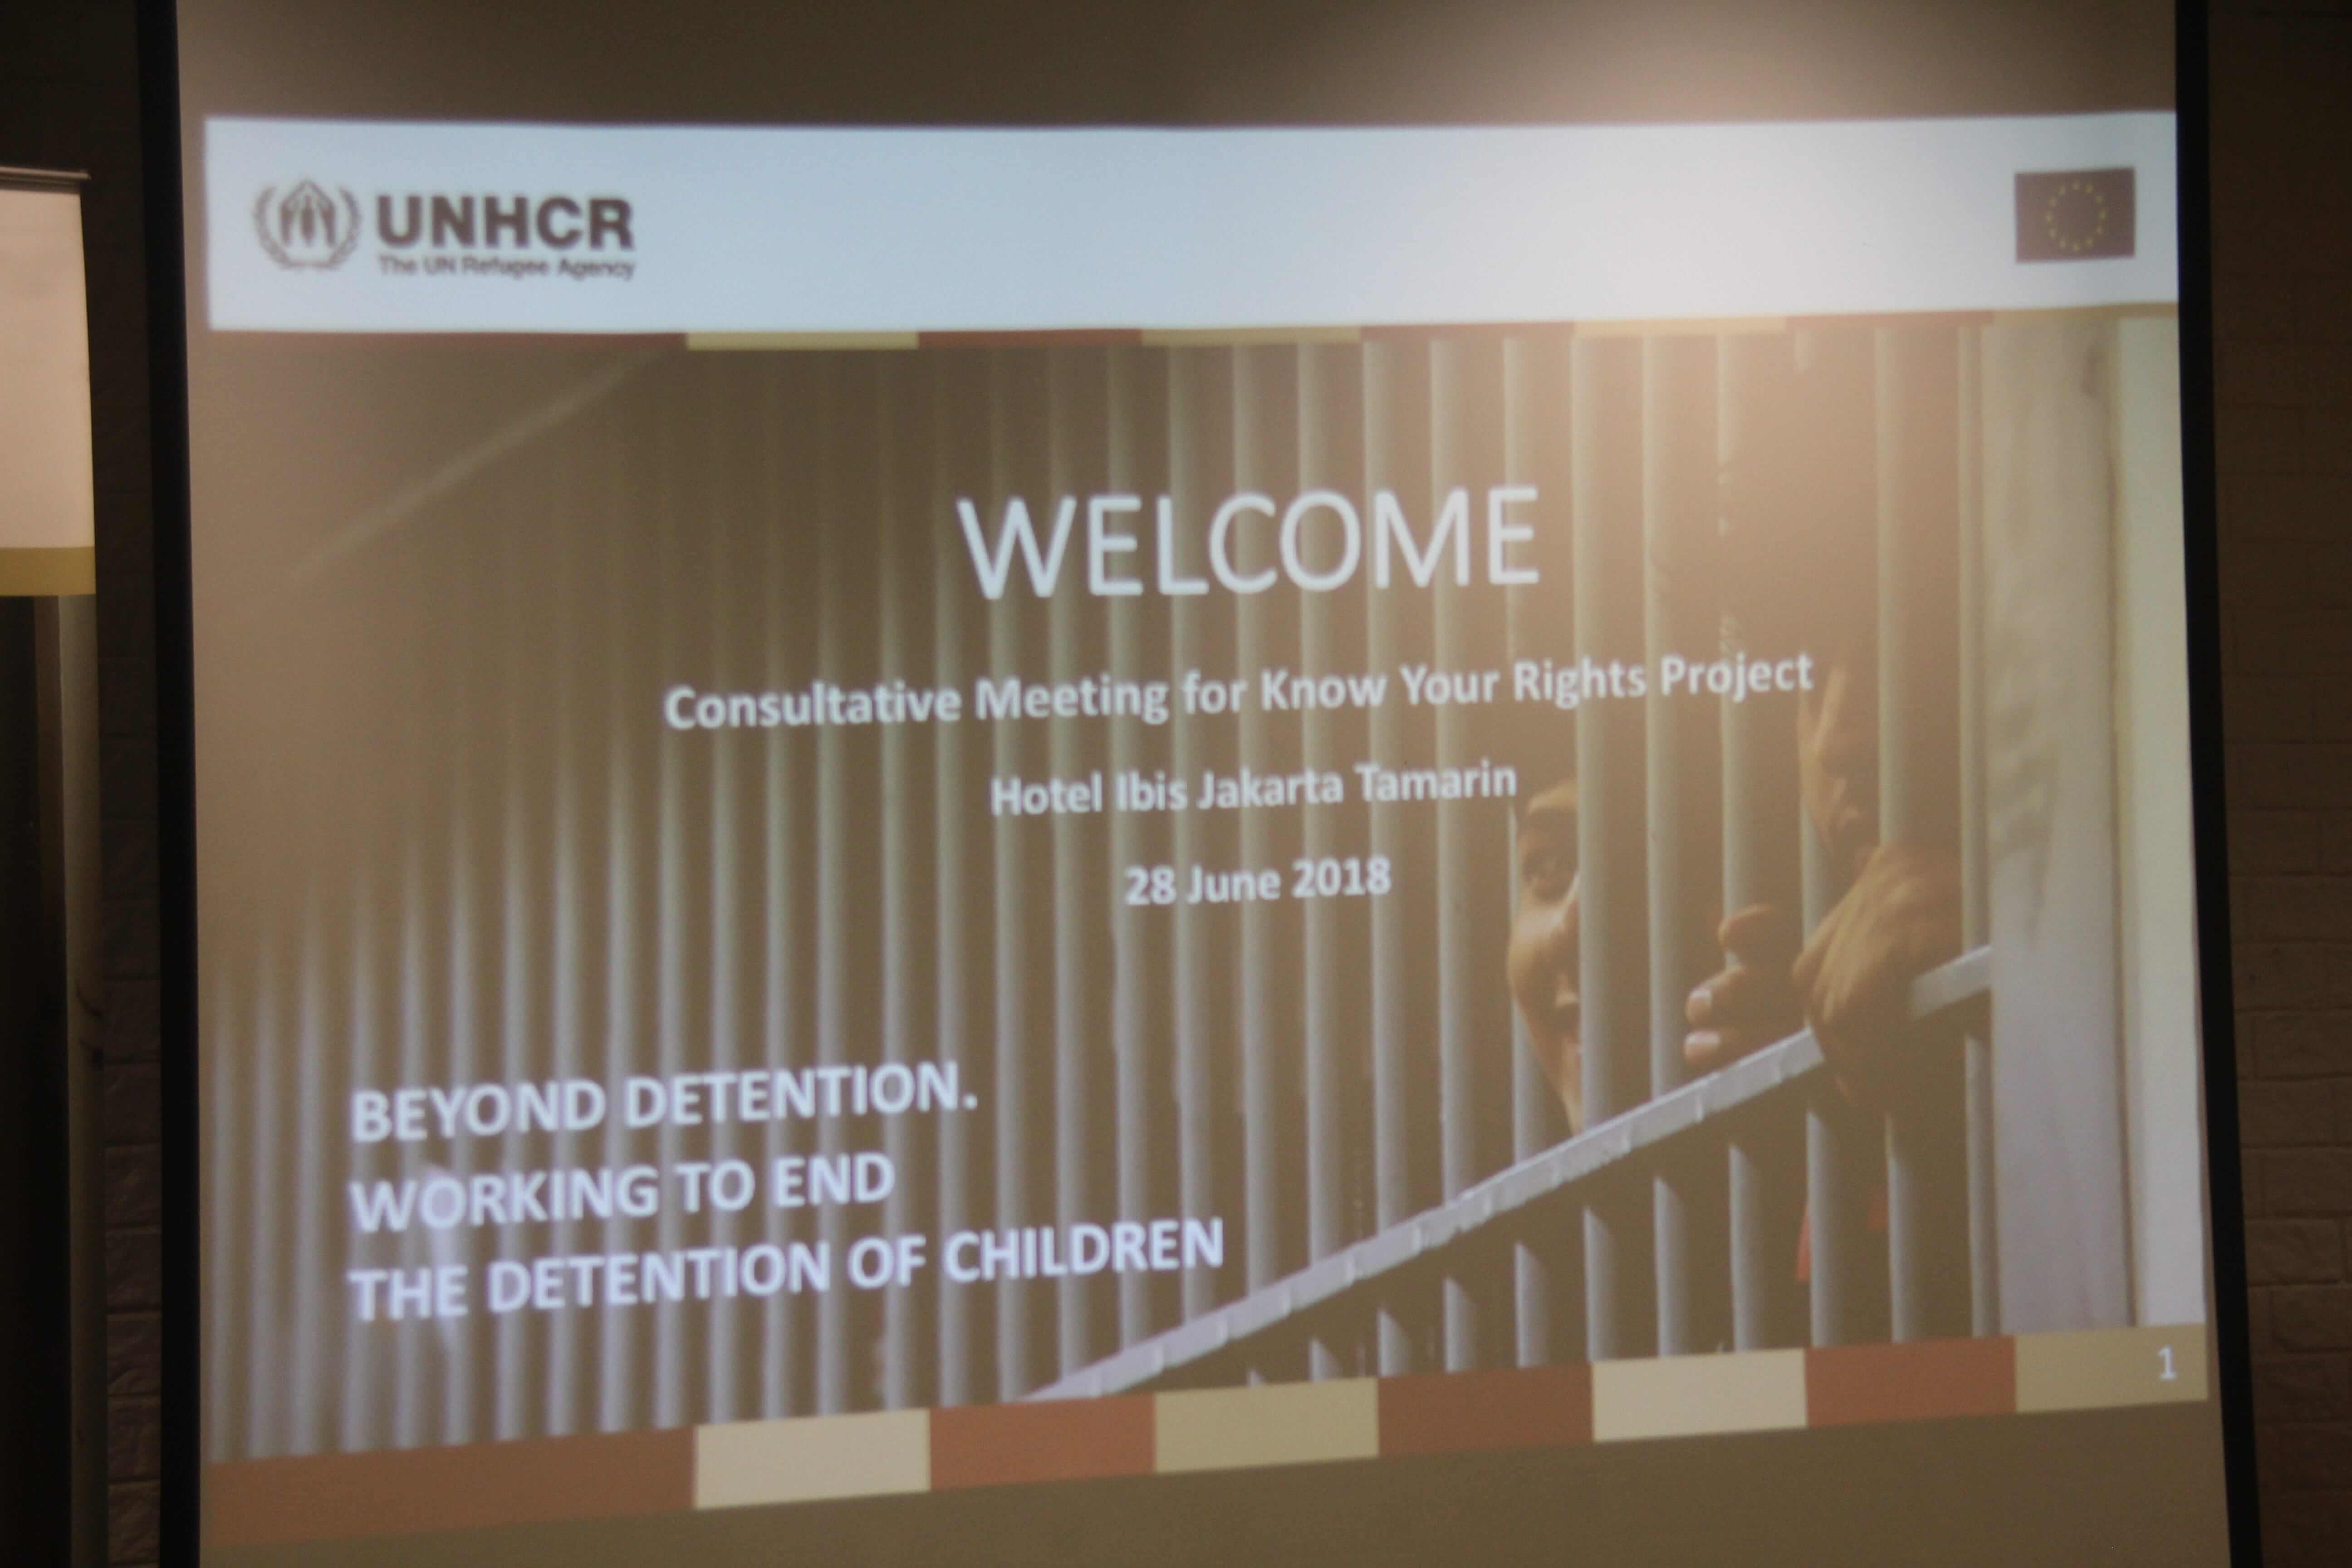 UNHCR
The UN Refugee Agency
WELCOME
Consultative Meeting for Know Your Rights Project
Hotel Ibis Jakarta Tamarin
28 June 2018
BEYOND DETENTION.
WORKING TO END
THE DETENTION OF CHILDREN
1